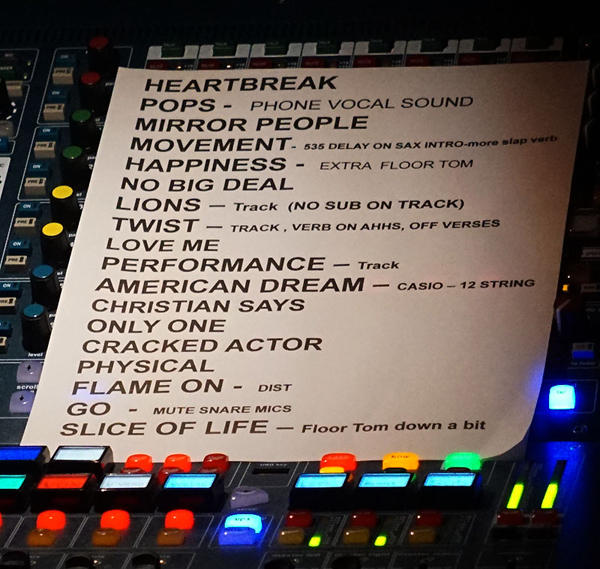 HEARTBREAK
POPS - PHONE VOCAL SOUND
MIRROR PEOPLE
MOVEMENT- 535 DELAY ON SAX INTRO-more slap verb
HAPPINESS - EXTRA FLOOR TOM
NO BIG DEAL
LIONS — Track (NO SUB ON TRACK)
TWIST — TRACK , VERB ON AHHS, OFF VERSES
LOVE ME
PERFORMANCE — Track
AMERICAN DREAM — CASIO – 12 STRING
CHRISTIAN SAYS
ONLY ONE
CRACKED ACTOR
PHYSICAL
FLAME ON - DIST
GO - MUTE SNARE MICS
SLICE OF LIFE — Floor Tom down a bit
level